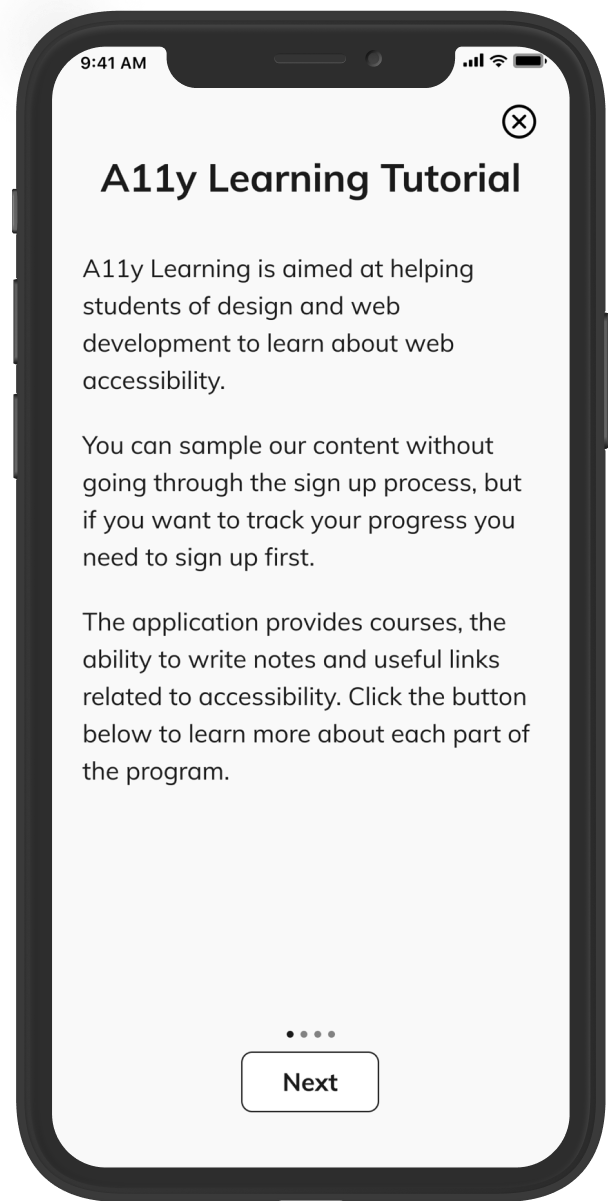 9:41 AM
A11y Learning Tutorial
A11y Learning is aimed at helping
students of design and web
development to learn about web
accessibility.
You can sample our content without
going through the sign up process, but
if you want to track your progress you
need to sign up first.
The application provides courses, the
ability to write notes and useful links
related to accessibility. Click the button
below to learn more about each part of
the program.
Next